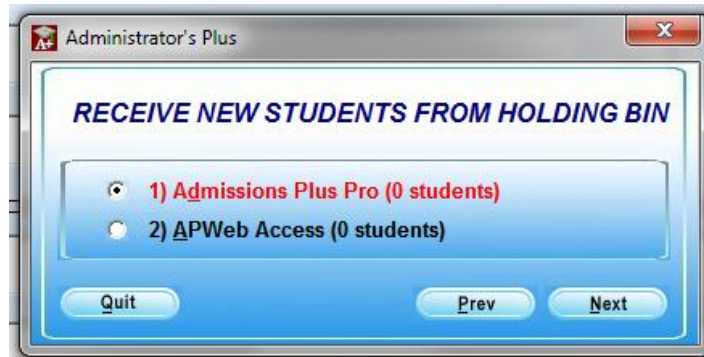 A+ Administrator's Plus
RECEIVE NEW STUDENTS FROM HOLDING BIN
1) Admissions Plus Pro (0 students)
2) APWeb Access (0 students)
Quit Prev Next